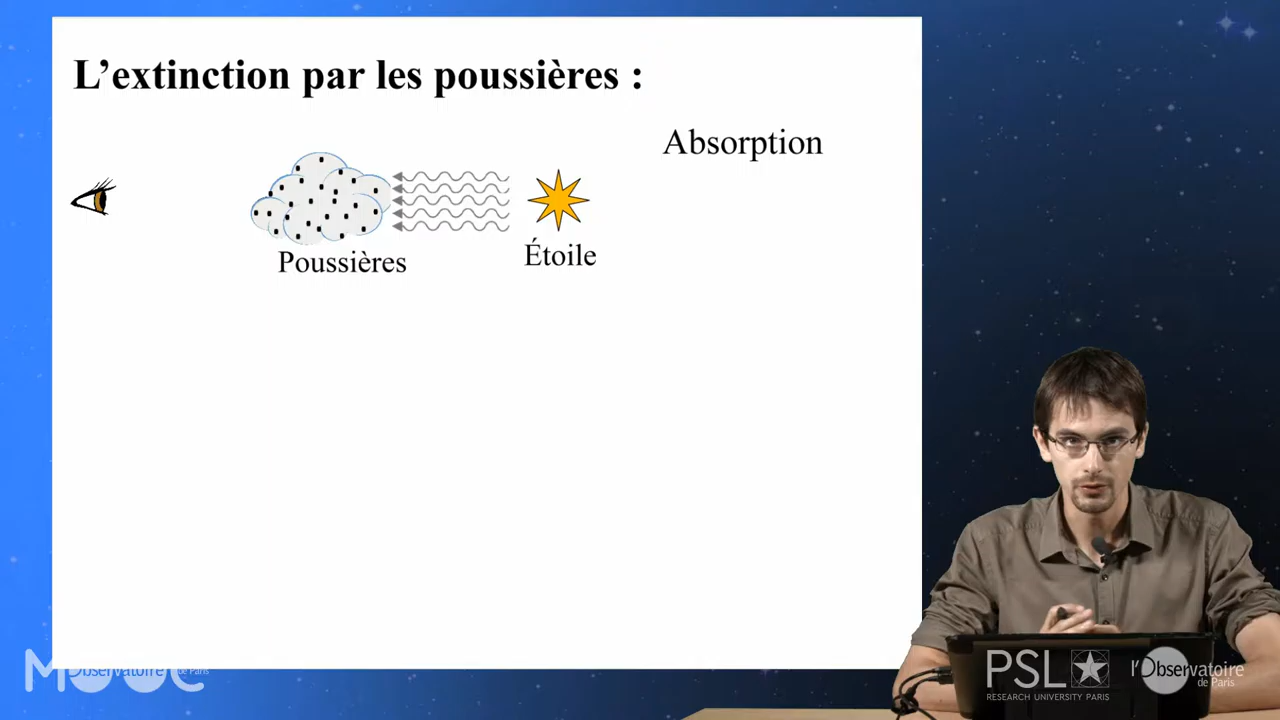 L’extinction par les poussières :
Absorption
Poussières
Étoile
MOOC
l'Observatoire
de Paris
PSL
RESEARCH UNIVERSITY PARIS
l'Observatoire
de Paris